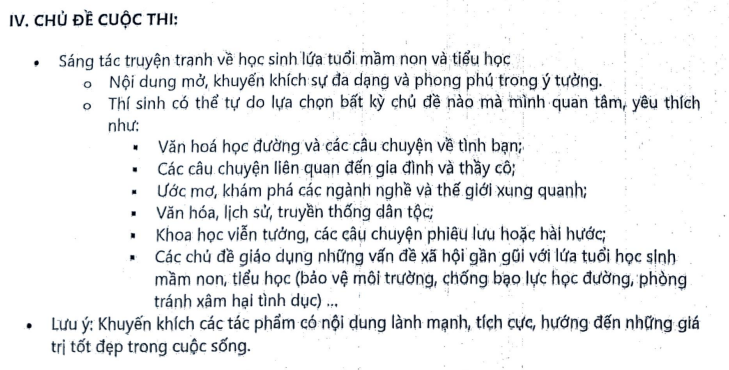 IV. CHỦ ĐỀ CUỘC THI:
• Sáng tác truyện tranh về học sinh lứa tuổi mầm non và tiểu học
o Nội dung mở, khuyến khích sự đa dạng và phong phú trong ý tưởng.
o Thí sinh có thể tự do lựa chọn bất kỳ chủ đề nào mà mình quan tâm, yêu thích
như:
▪ Văn hoá học đường và các câu chuyện về tình bạn;
▪ Các câu chuyện liên quan đến gia đình và thầy cô;
▪ Ước mơ, khám phá các ngành nghề và thế giới xung quanh;
▪ Văn hóa, lịch sử, truyền thống dân tộc;
▪ Khoa học viễn tưởng, các câu chuyện phiêu lưu hoặc hài hước;
▪ Các chủ đề giáo dụng những vấn đề xã hội gần gũi với lứa tuổi học sinh
mầm non, tiểu học (bảo vệ môi trường, chống bạo lực học đường, phòng
tránh xâm hại tình dục) ...
• Lưu ý: Khuyến khích các tác phẩm có nội dung lành mạnh, tích cực, hướng đến những giá
trị tốt đẹp trong cuộc sống.